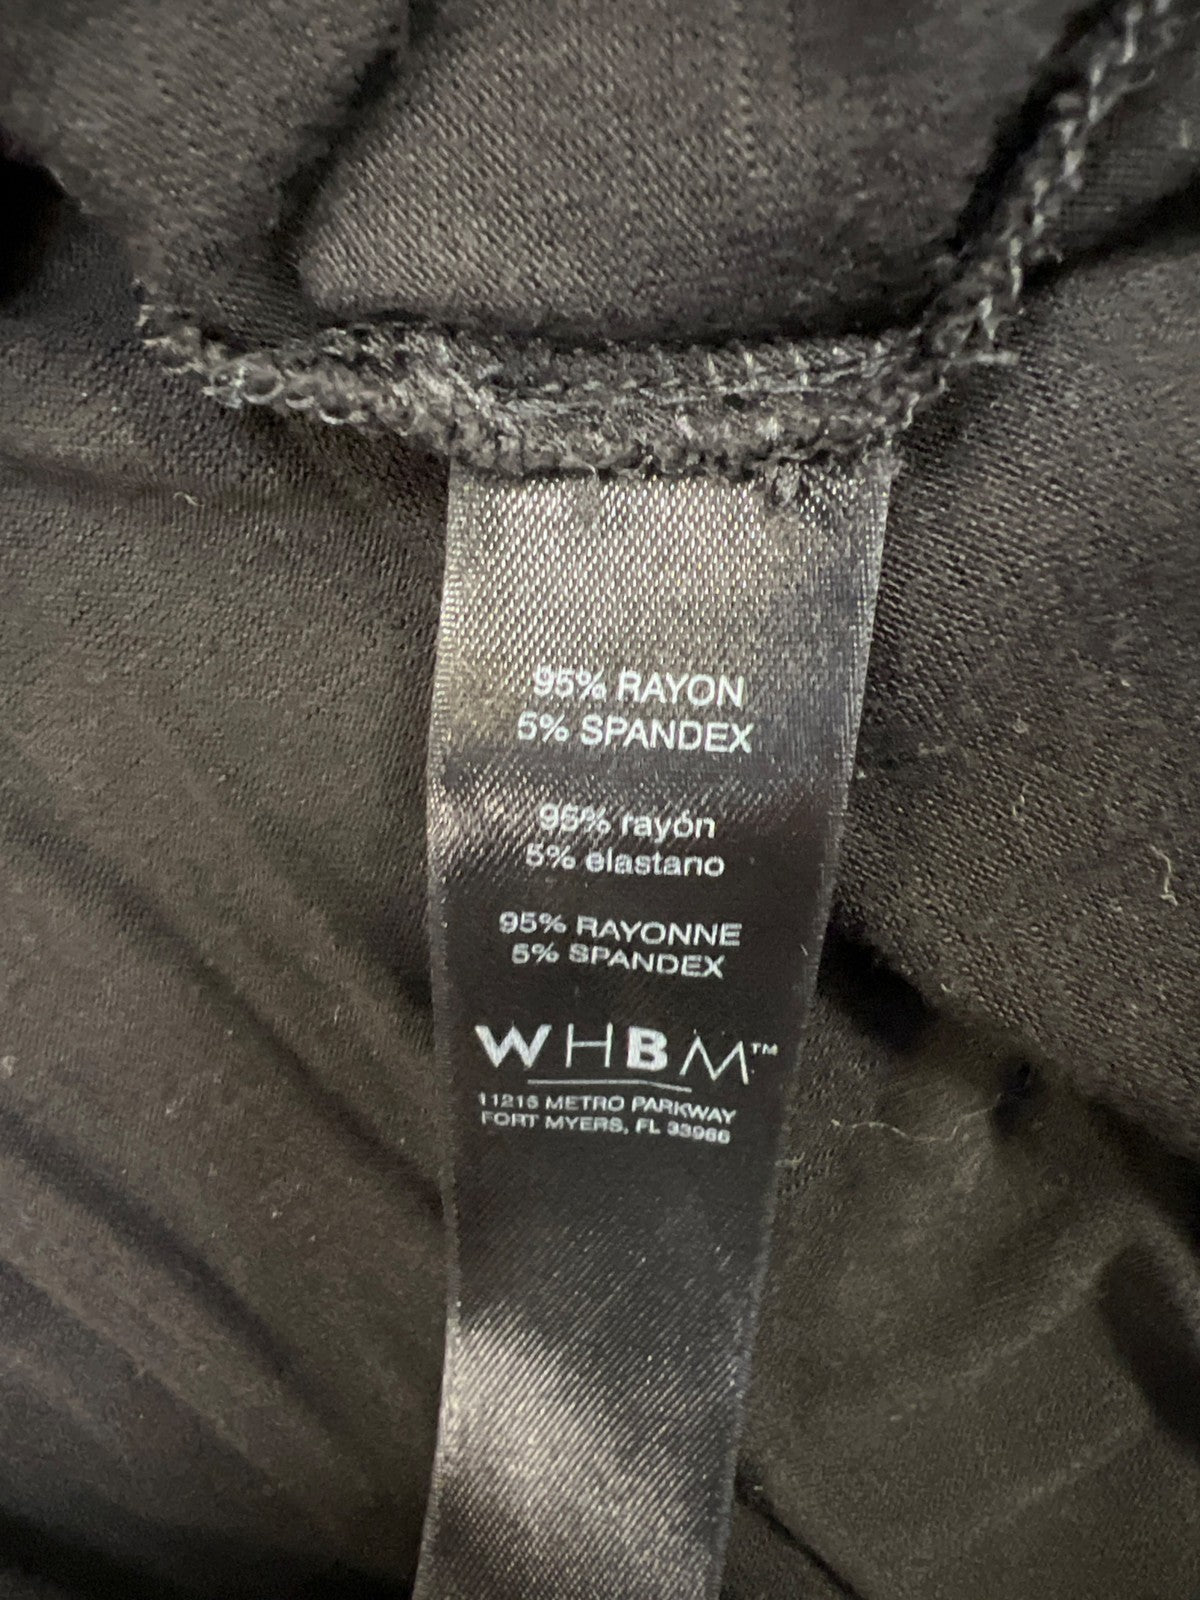 95% RAYON
5% SPANDEX
95% rayón
5% elastano
95% RAYONNE
5% SPANDEX
WHBM™
11215 METRO PARKWAY
FORT MYERS, FL 33966